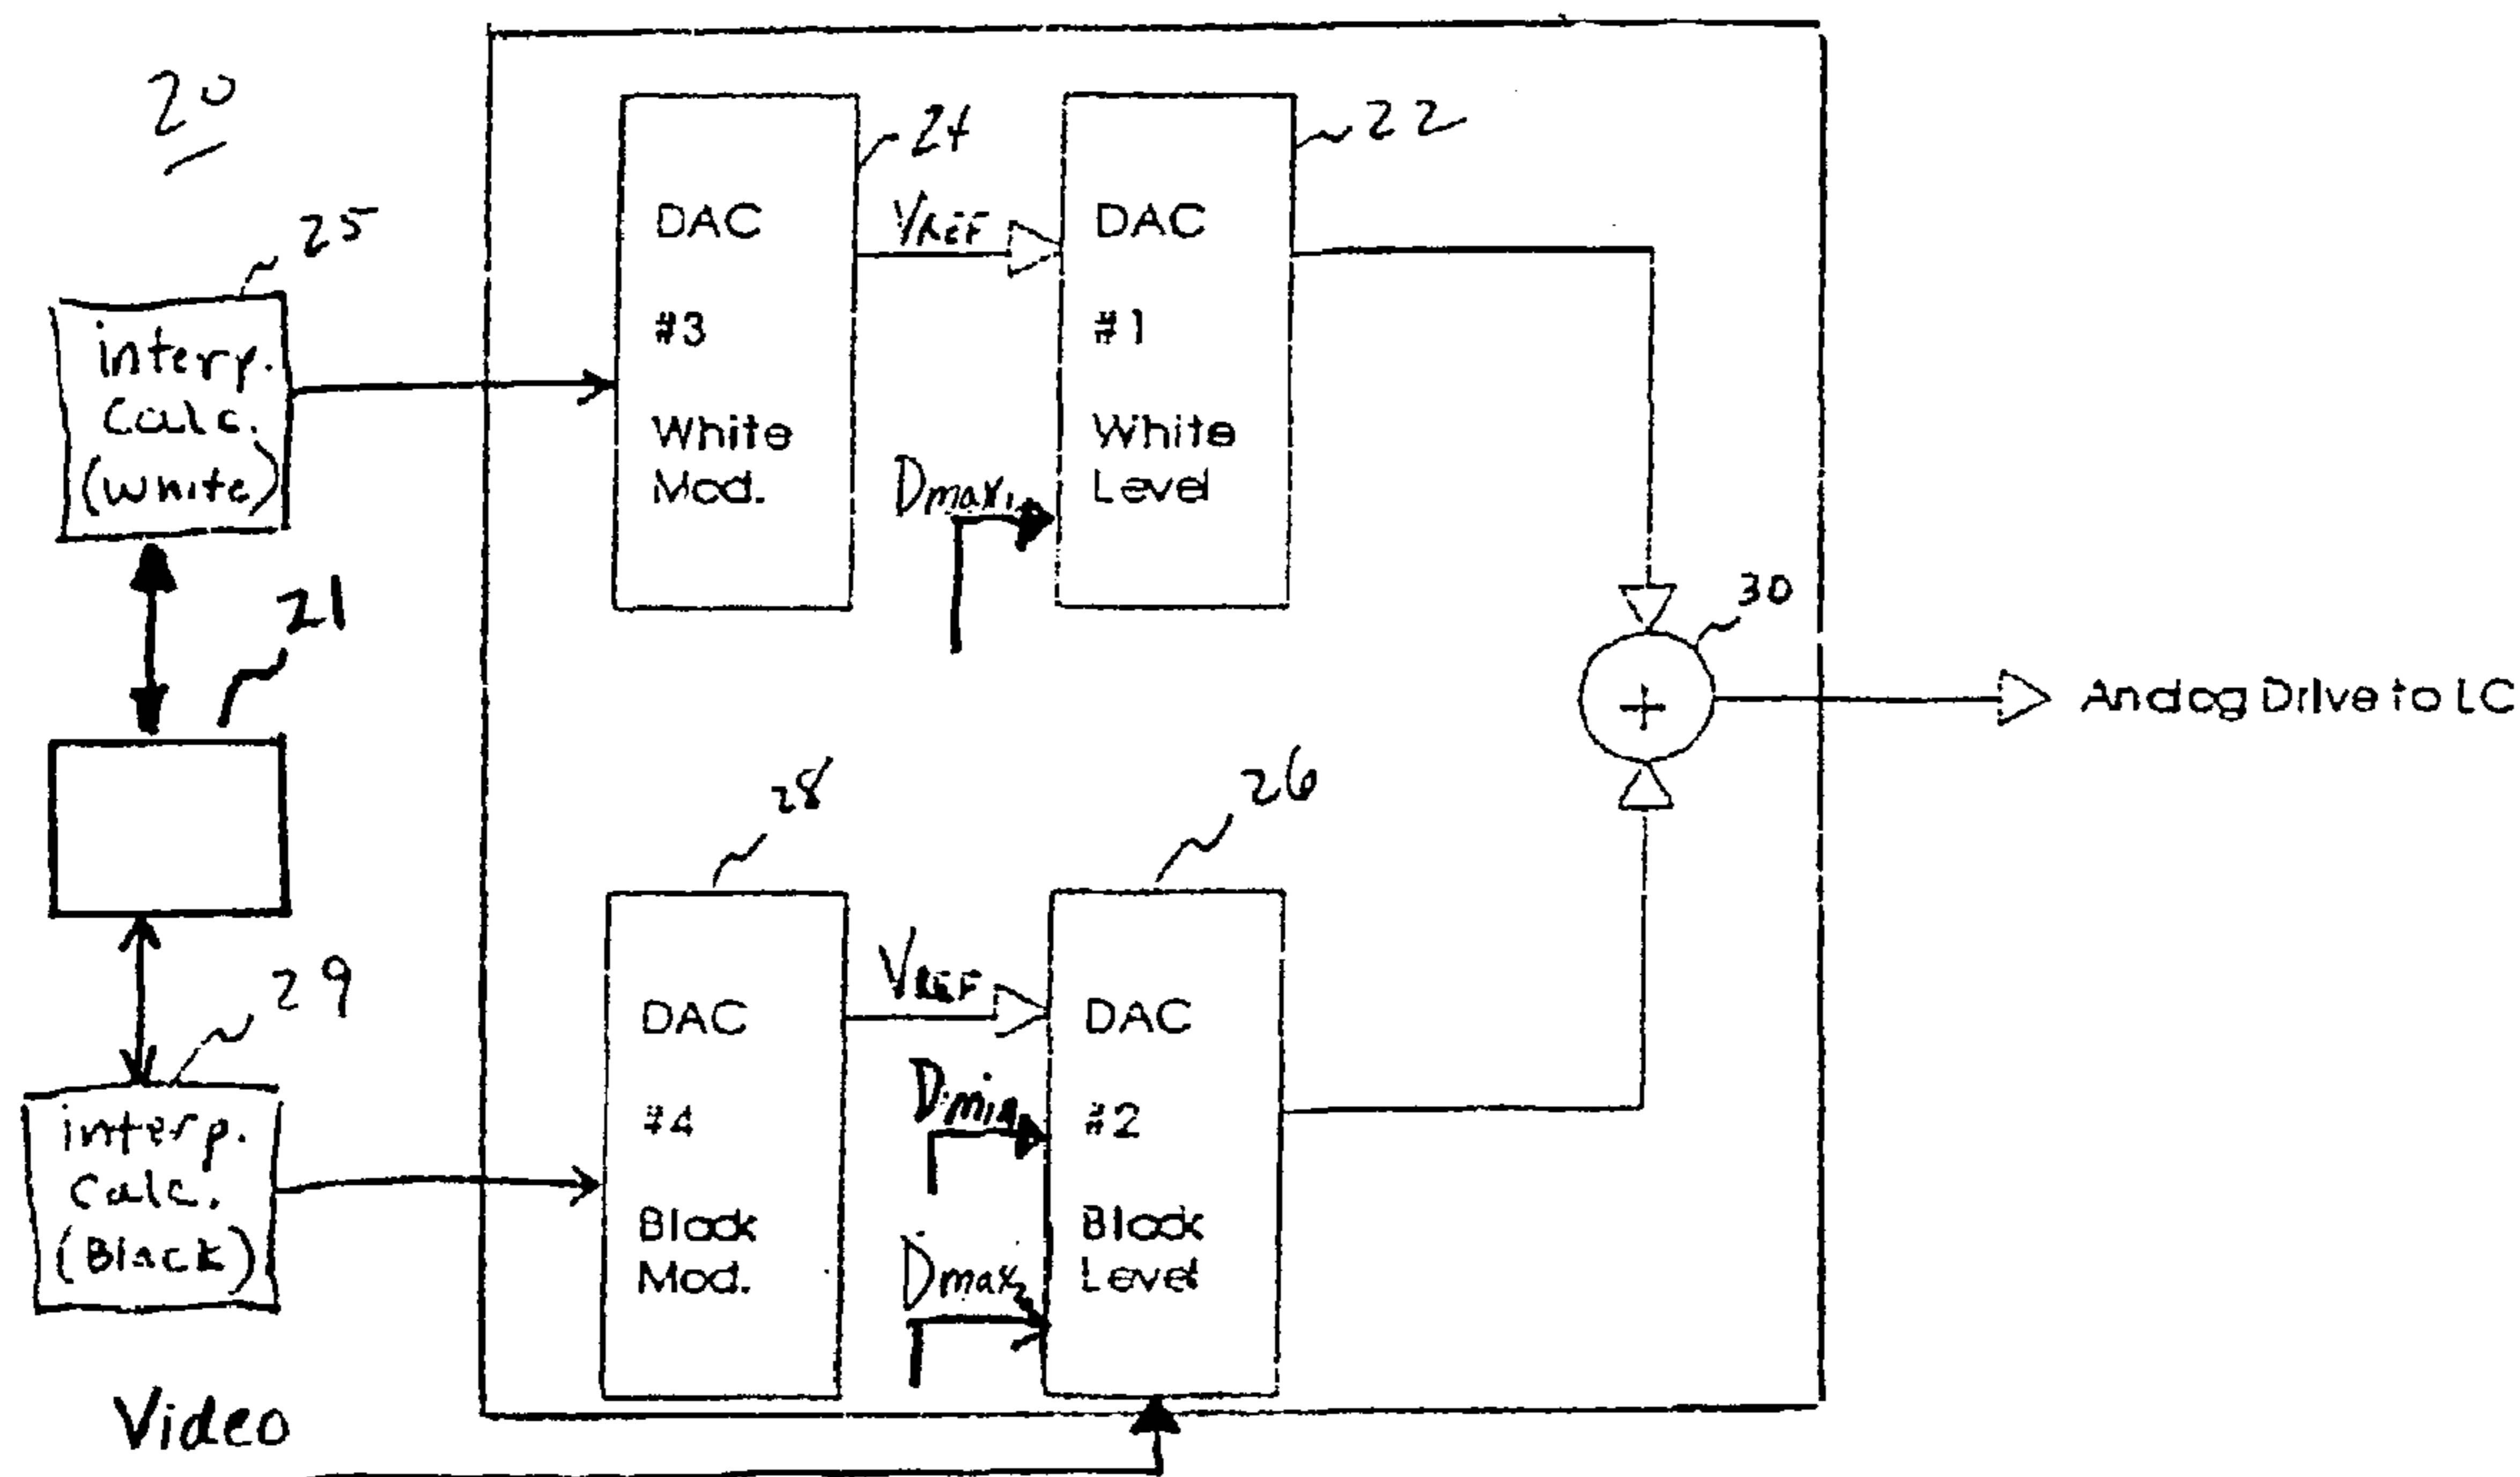 20
25
interp.
Calc.
(white)
21
29
interp.
Calc.
(Black)
Video
24
DAC
#3
White
Mod.
VREF
22
DAC
#1
White
Level
Dmax1
30
Analog Drive to LC
28
DAC
#4
Black
Mod.
VREF
26
DAC
#2
Black
Level
Dmin
Dmax2